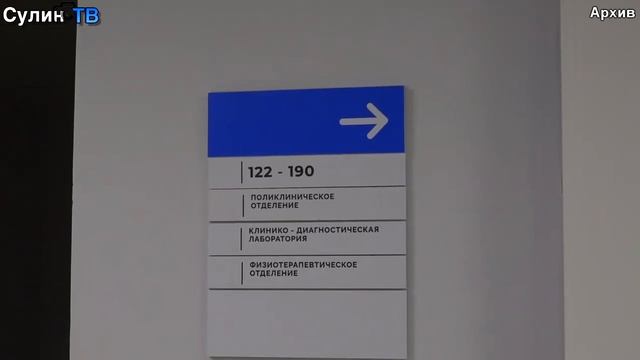 Сулин ТВ
Архив
122 - 190
ПОЛИКЛИНИЧЕСКОЕ
ОТДЕЛЕНИЕ
КЛИНИКО - ДИАГНОСТИЧЕСКАЯ
ЛАБОРАТОРИЯ
ФИЗИОТЕРАПЕВТИЧЕСКОЕ
ОТДЕЛЕНИЕ